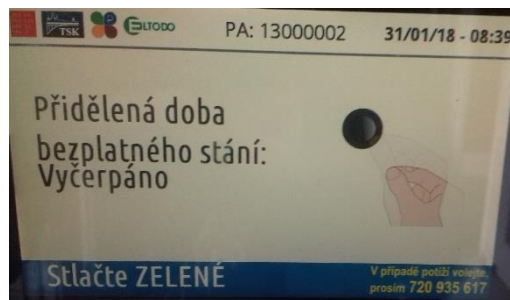 TSK ELTODO PA: 13000002 31/01/18 - 08:39
Přidělená doba
bezplatného stání:
Vyčerpáno
Stlačte ZELENÉ
V případě potíží volejte,
prosím 720 935 617